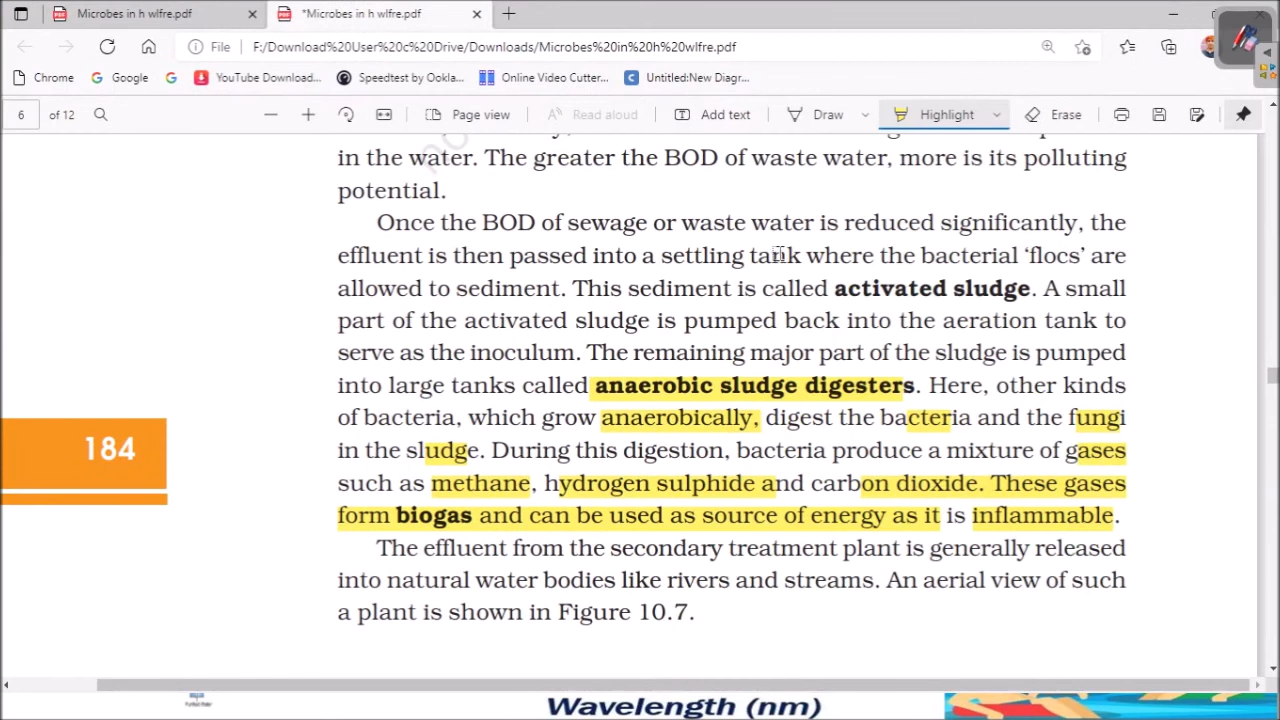 Microbes in h wlfre.pdf
*Microbes in h wlfre.pdf
File F:/Download%20User%20c%20Drive/Downloads/Microbes%20in%20h%20wlfre.pdf
Chrome Google YouTube Download... Speedtest by Ookla... Online Video Cutter... Untitled:New Diagr...
6 of 12 Page view Read aloud Add text Draw Highlight Erase
in the water. The greater the BOD of waste water, more is its polluting
potential.
Once the BOD of sewage or waste water is reduced significantly, the
effluent is then passed into a settling tank where the bacterial ‘flocs’ are
allowed to sediment. This sediment is called activated sludge. A small
part of the activated sludge is pumped back into the aeration tank to
serve as the inoculum. The remaining major part of the sludge is pumped
into large tanks called anaerobic sludge digesters. Here, other kinds
of bacteria, which grow anaerobically, digest the bacteria and the fungi
in the sludge. During this digestion, bacteria produce a mixture of gases
such as methane, hydrogen sulphide and carbon dioxide. These gases
form biogas and can be used as source of energy as it is inflammable.
The effluent from the secondary treatment plant is generally released
into natural water bodies like rivers and streams. An aerial view of such
a plant is shown in Figure 10.7.
184
Wavelength (nm)